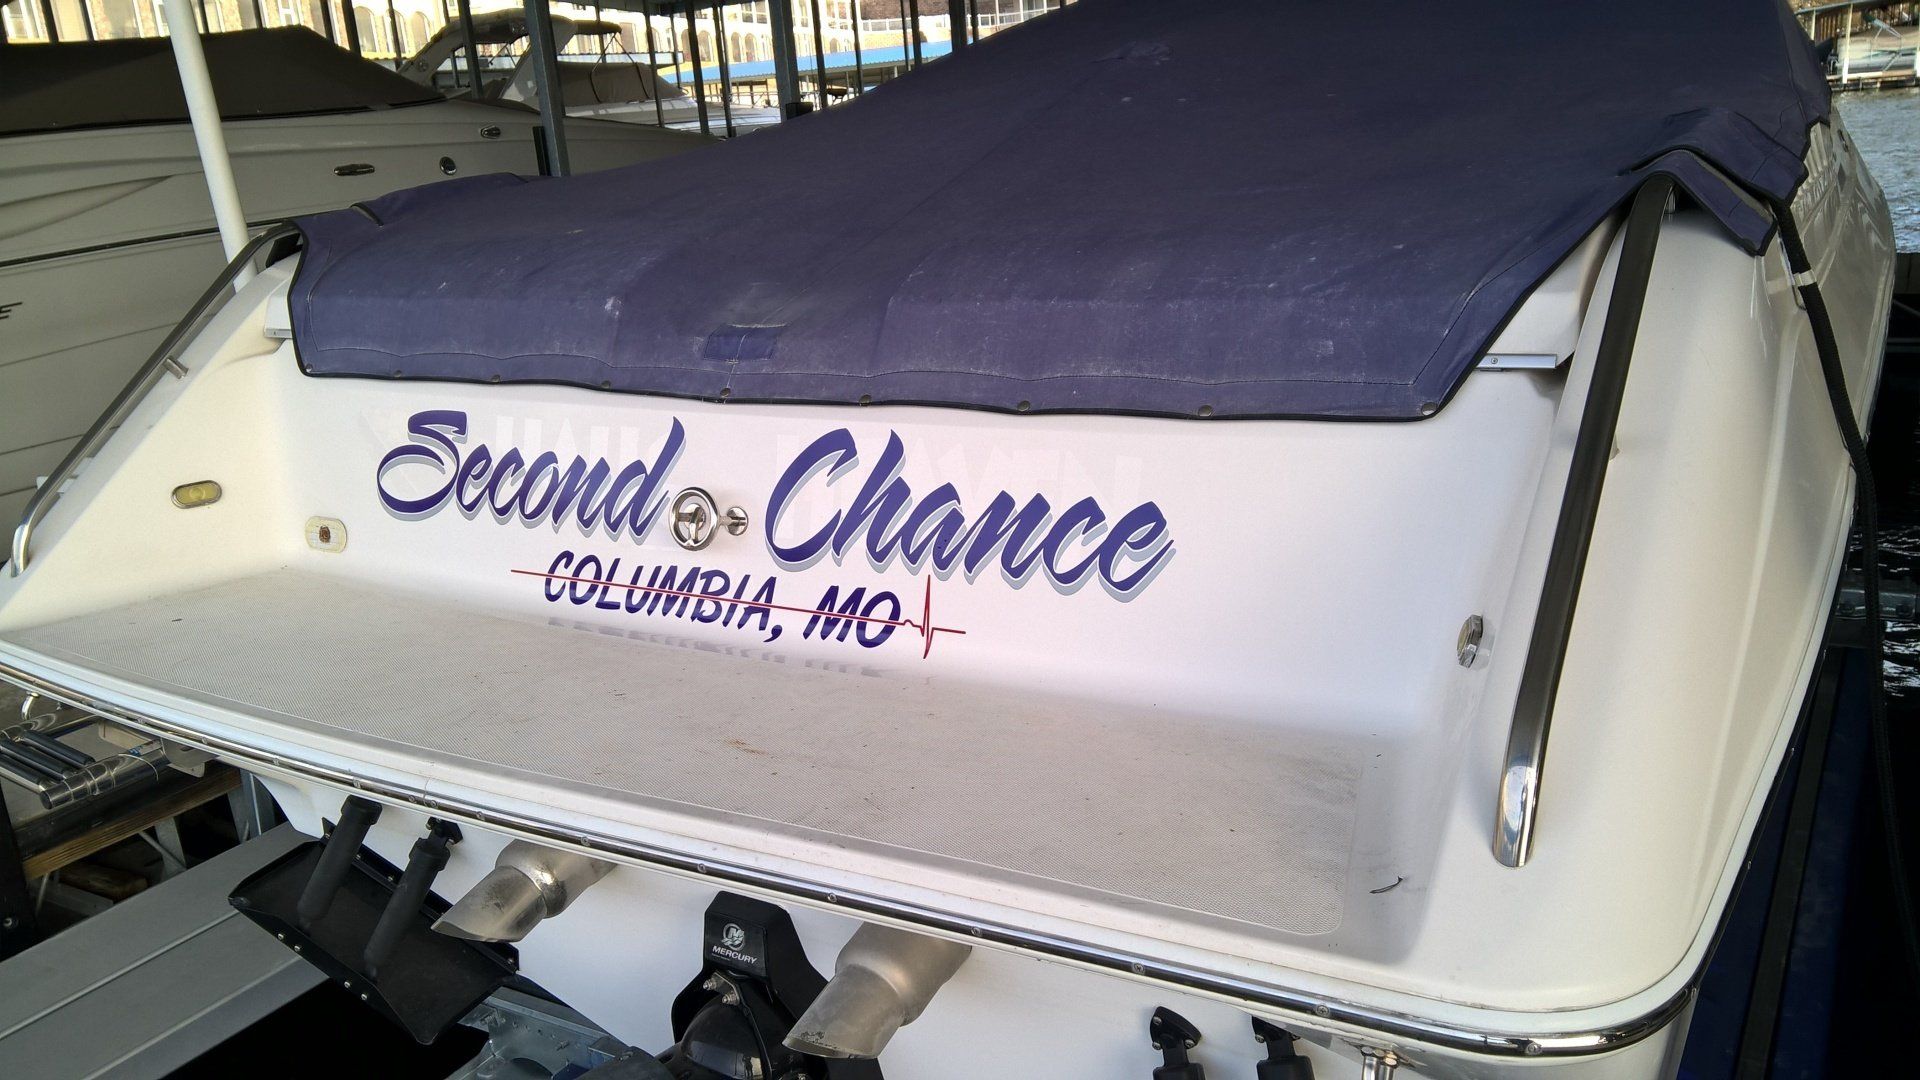 Second Chance
COLUMBIA, MO
MERCURY